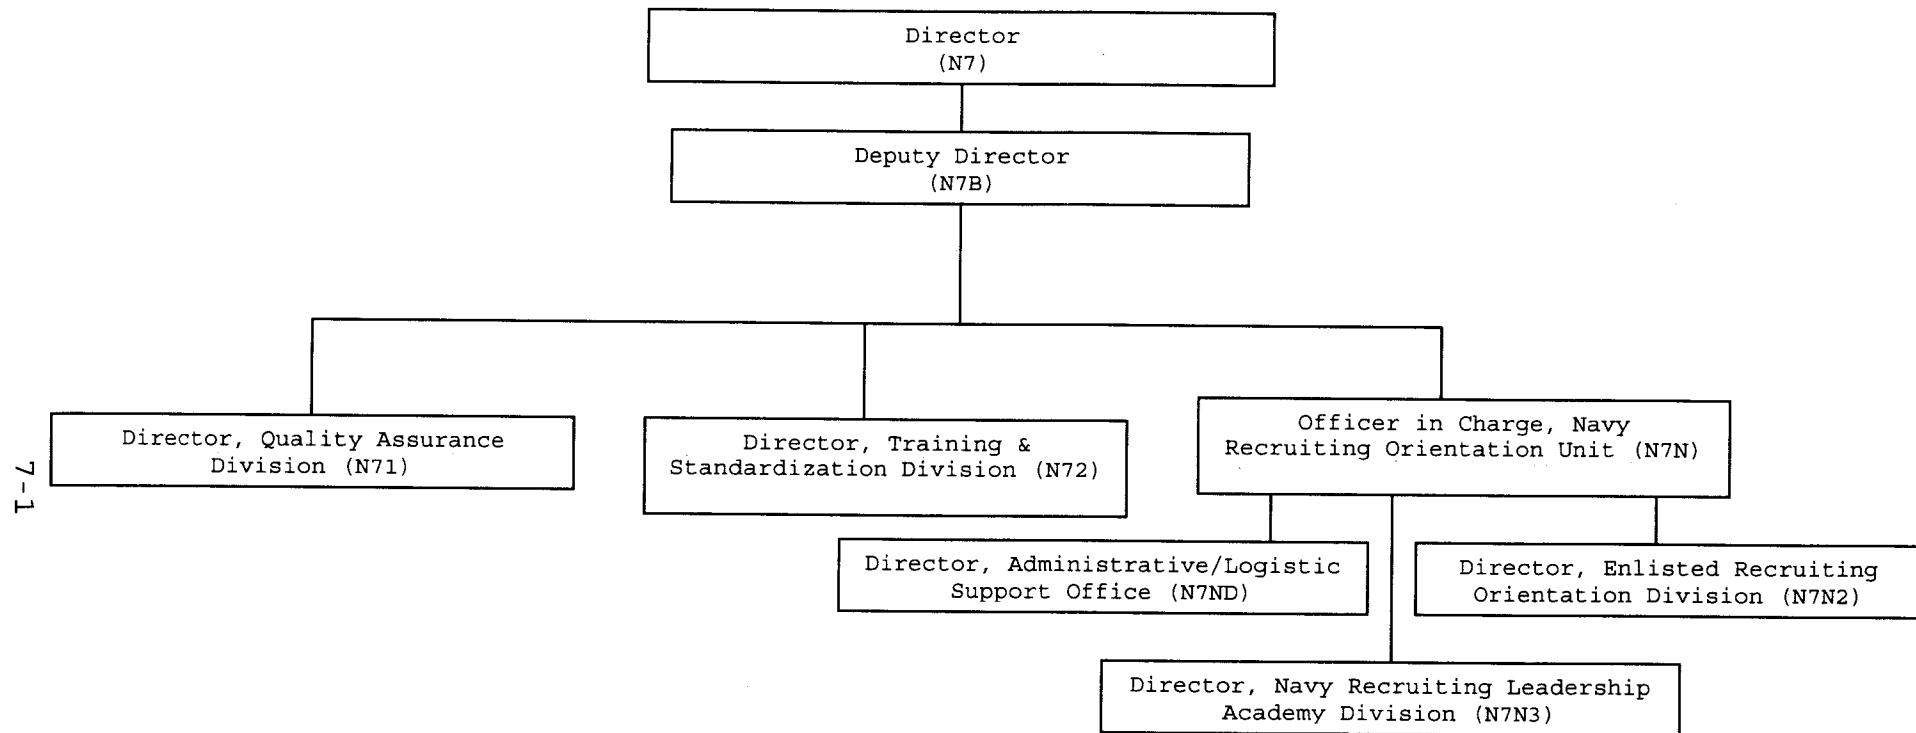 Director
(N7)
Deputy Director
(N7B)
Director, Quality Assurance
Division (N71)
Director, Training &
Standardization Division (N72)
Officer in Charge, Navy
Recruiting Orientation Unit (N7N)
Director, Administrative/Logistic
Support Office (N7ND)
Director, Enlisted Recruiting
Orientation Division (N7N2)
Director, Navy Recruiting Leadership
Academy Division (N7N3)
7-1